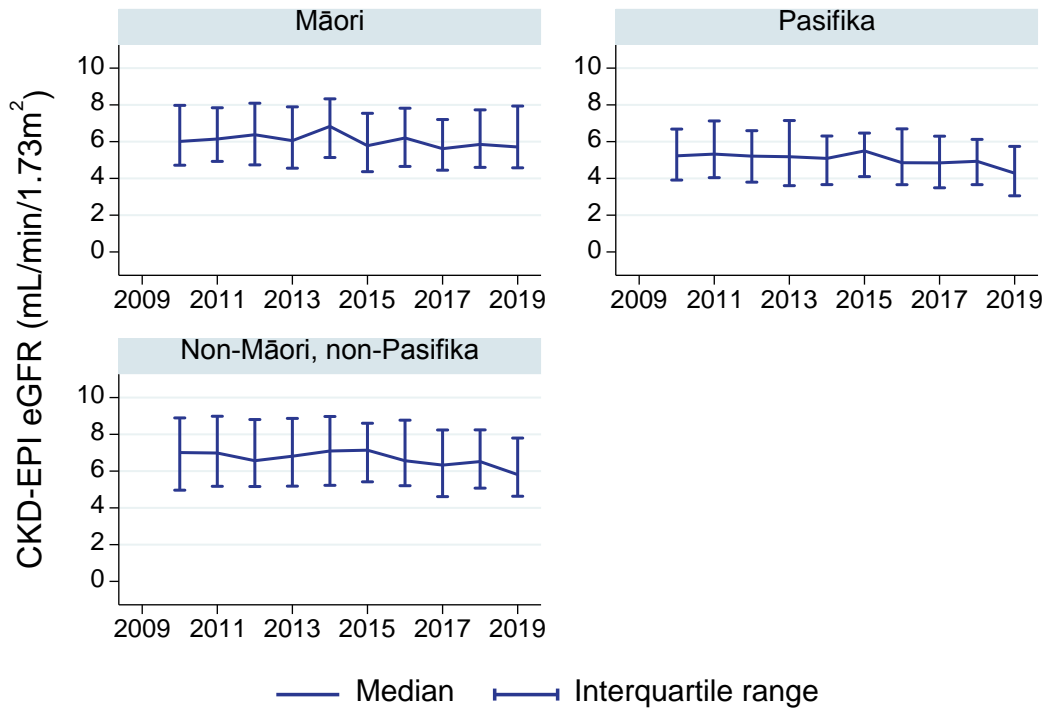 Māori
Pasifika
CKD-EPI eGFR (mL/min/1.73m²)
10
8
6
4
2
0
2009 2011 2013 2015 2017 2019
10
8
6
4
2
0
2009 2011 2013 2015 2017 2019
Non-Māori, non-Pasifika
10
8
6
4
2
0
2009 2011 2013 2015 2017 2019
Median Interquartile range